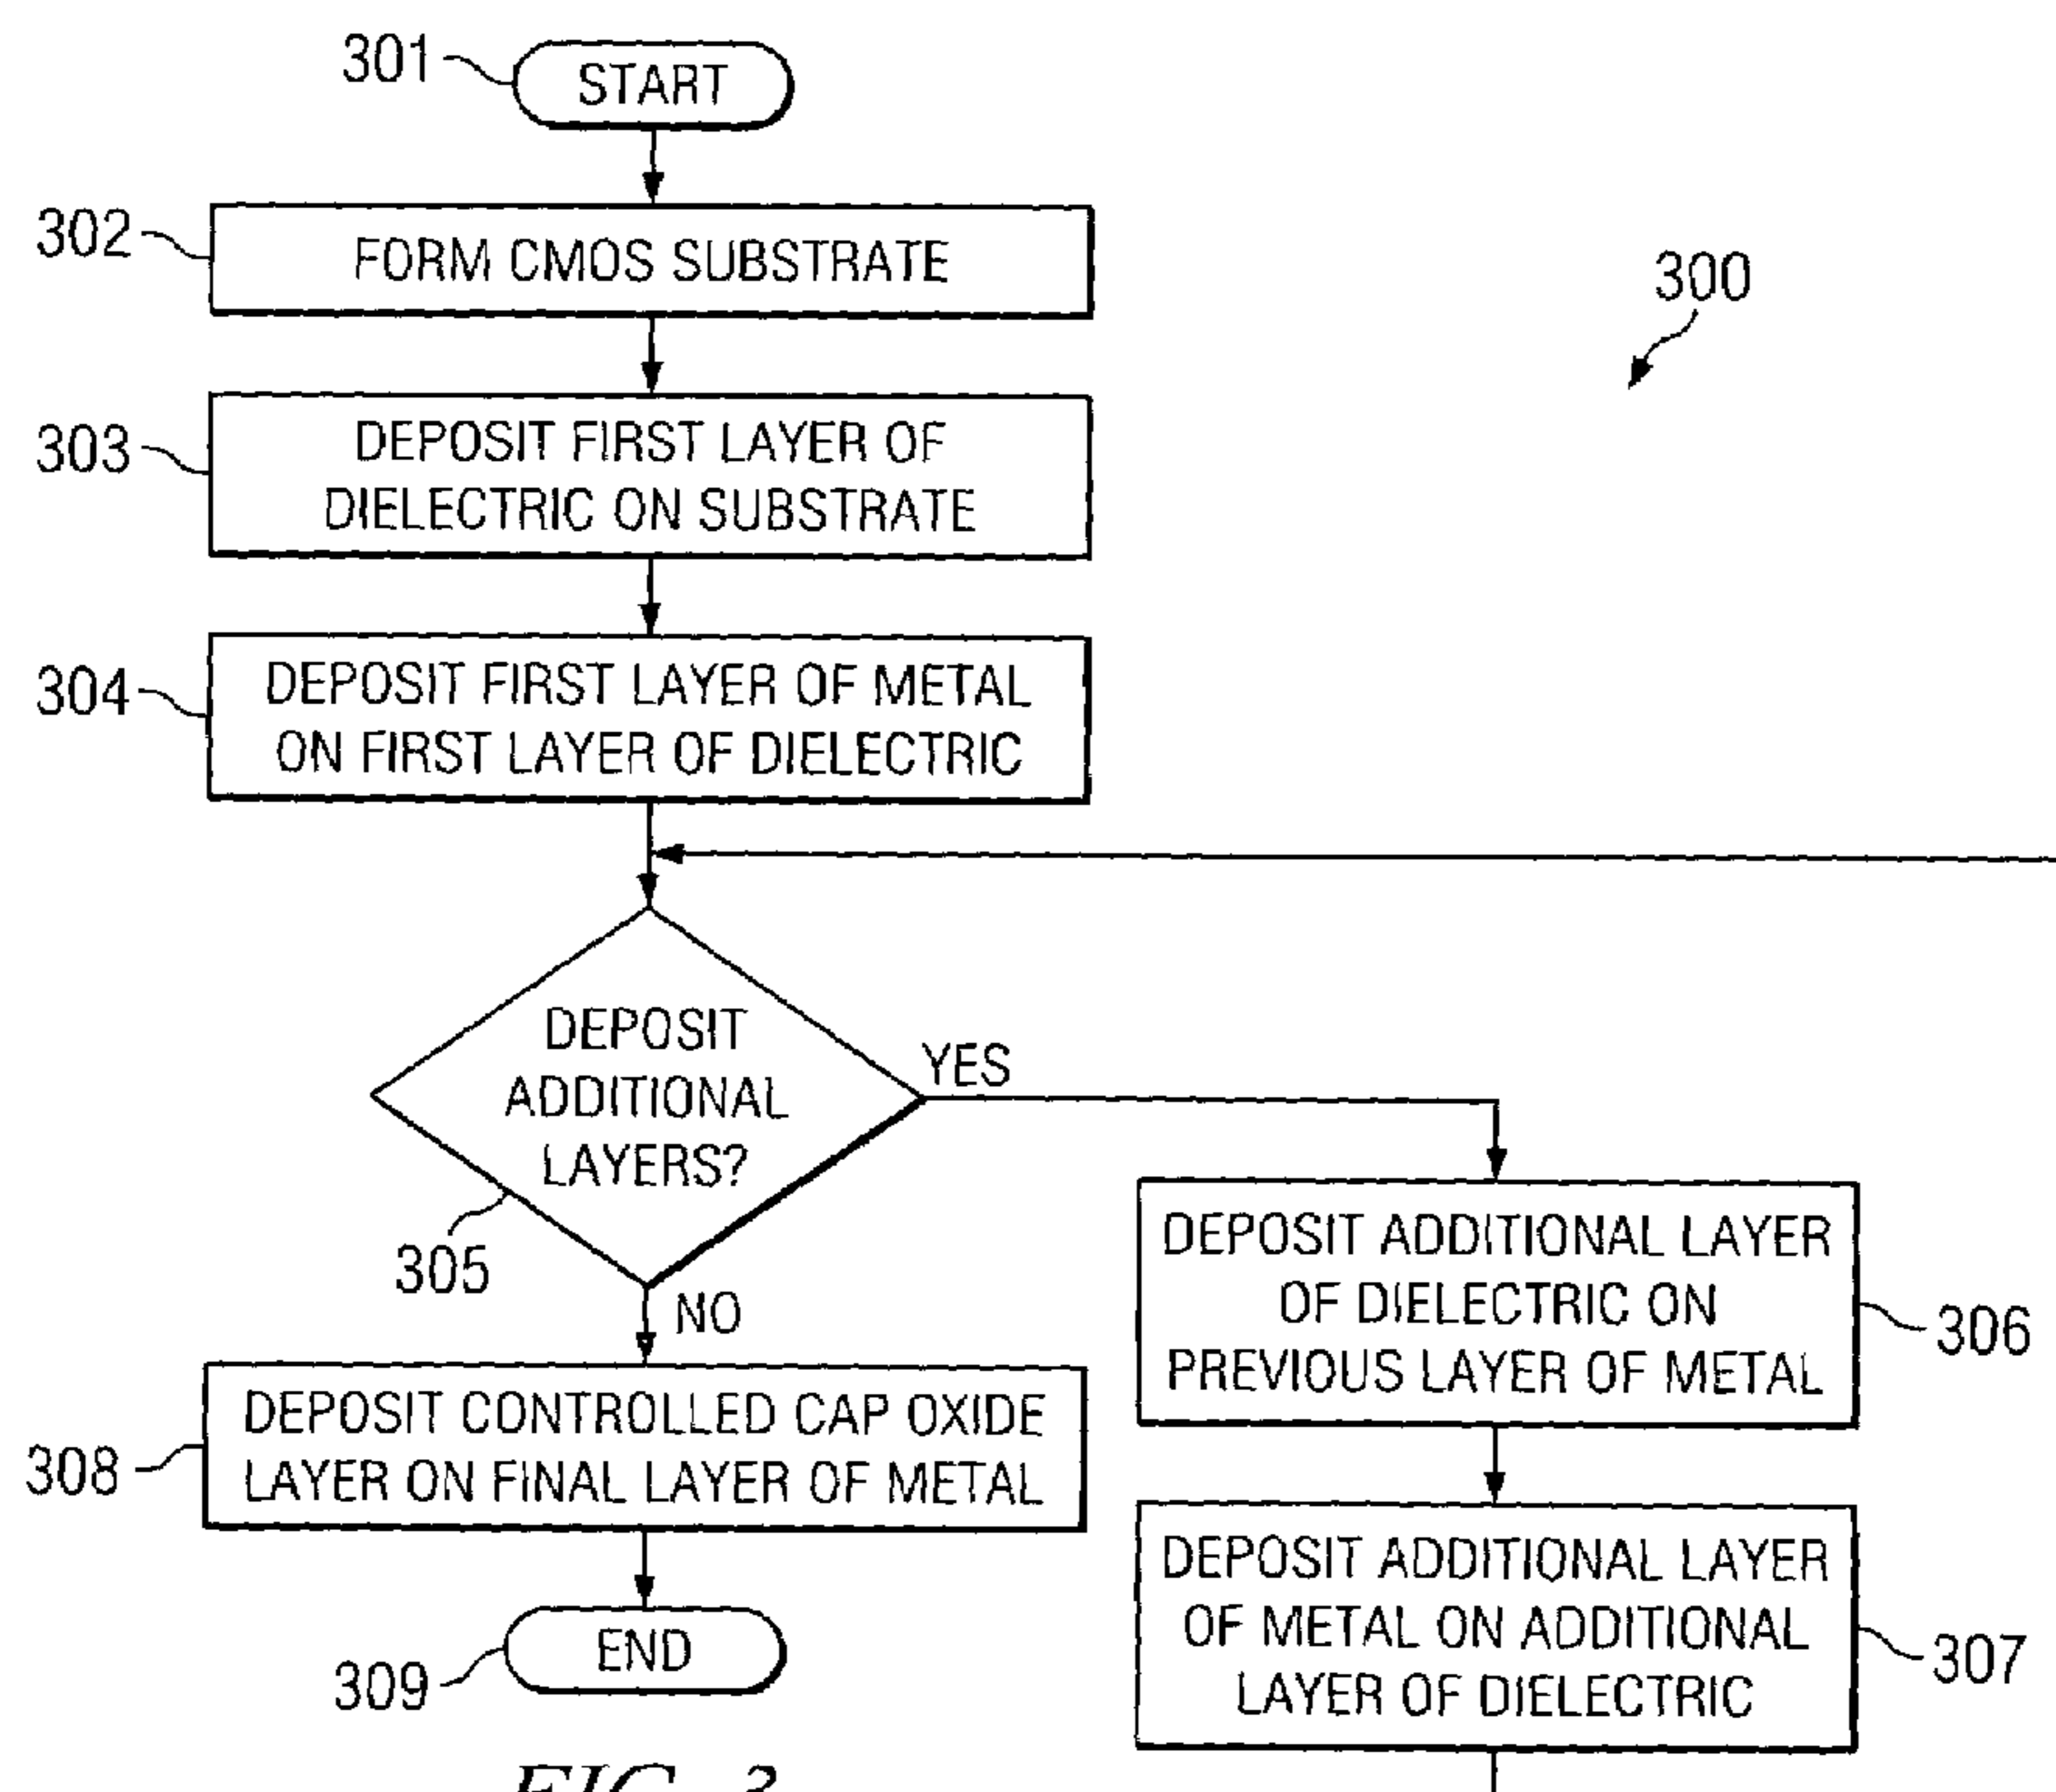 301
START
302
FORM CMOS SUBSTRATE
300
303
DEPOSIT FIRST LAYER OF
DIELECTRIC ON SUBSTRATE
304
DEPOSIT FIRST LAYER OF METAL
ON FIRST LAYER OF DIELECTRIC
DEPOSIT
ADDITIONAL
LAYERS?
YES
305
NO
DEPOSIT ADDITIONAL LAYER
OF DIELECTRIC ON
PREVIOUS LAYER OF METAL
306
308
DEPOSIT CONTROLLED CAP OXIDE
LAYER ON FINAL LAYER OF METAL
DEPOSIT ADDITIONAL LAYER
OF METAL ON ADDITIONAL
LAYER OF DIELECTRIC
307
309
END
FIG. 3